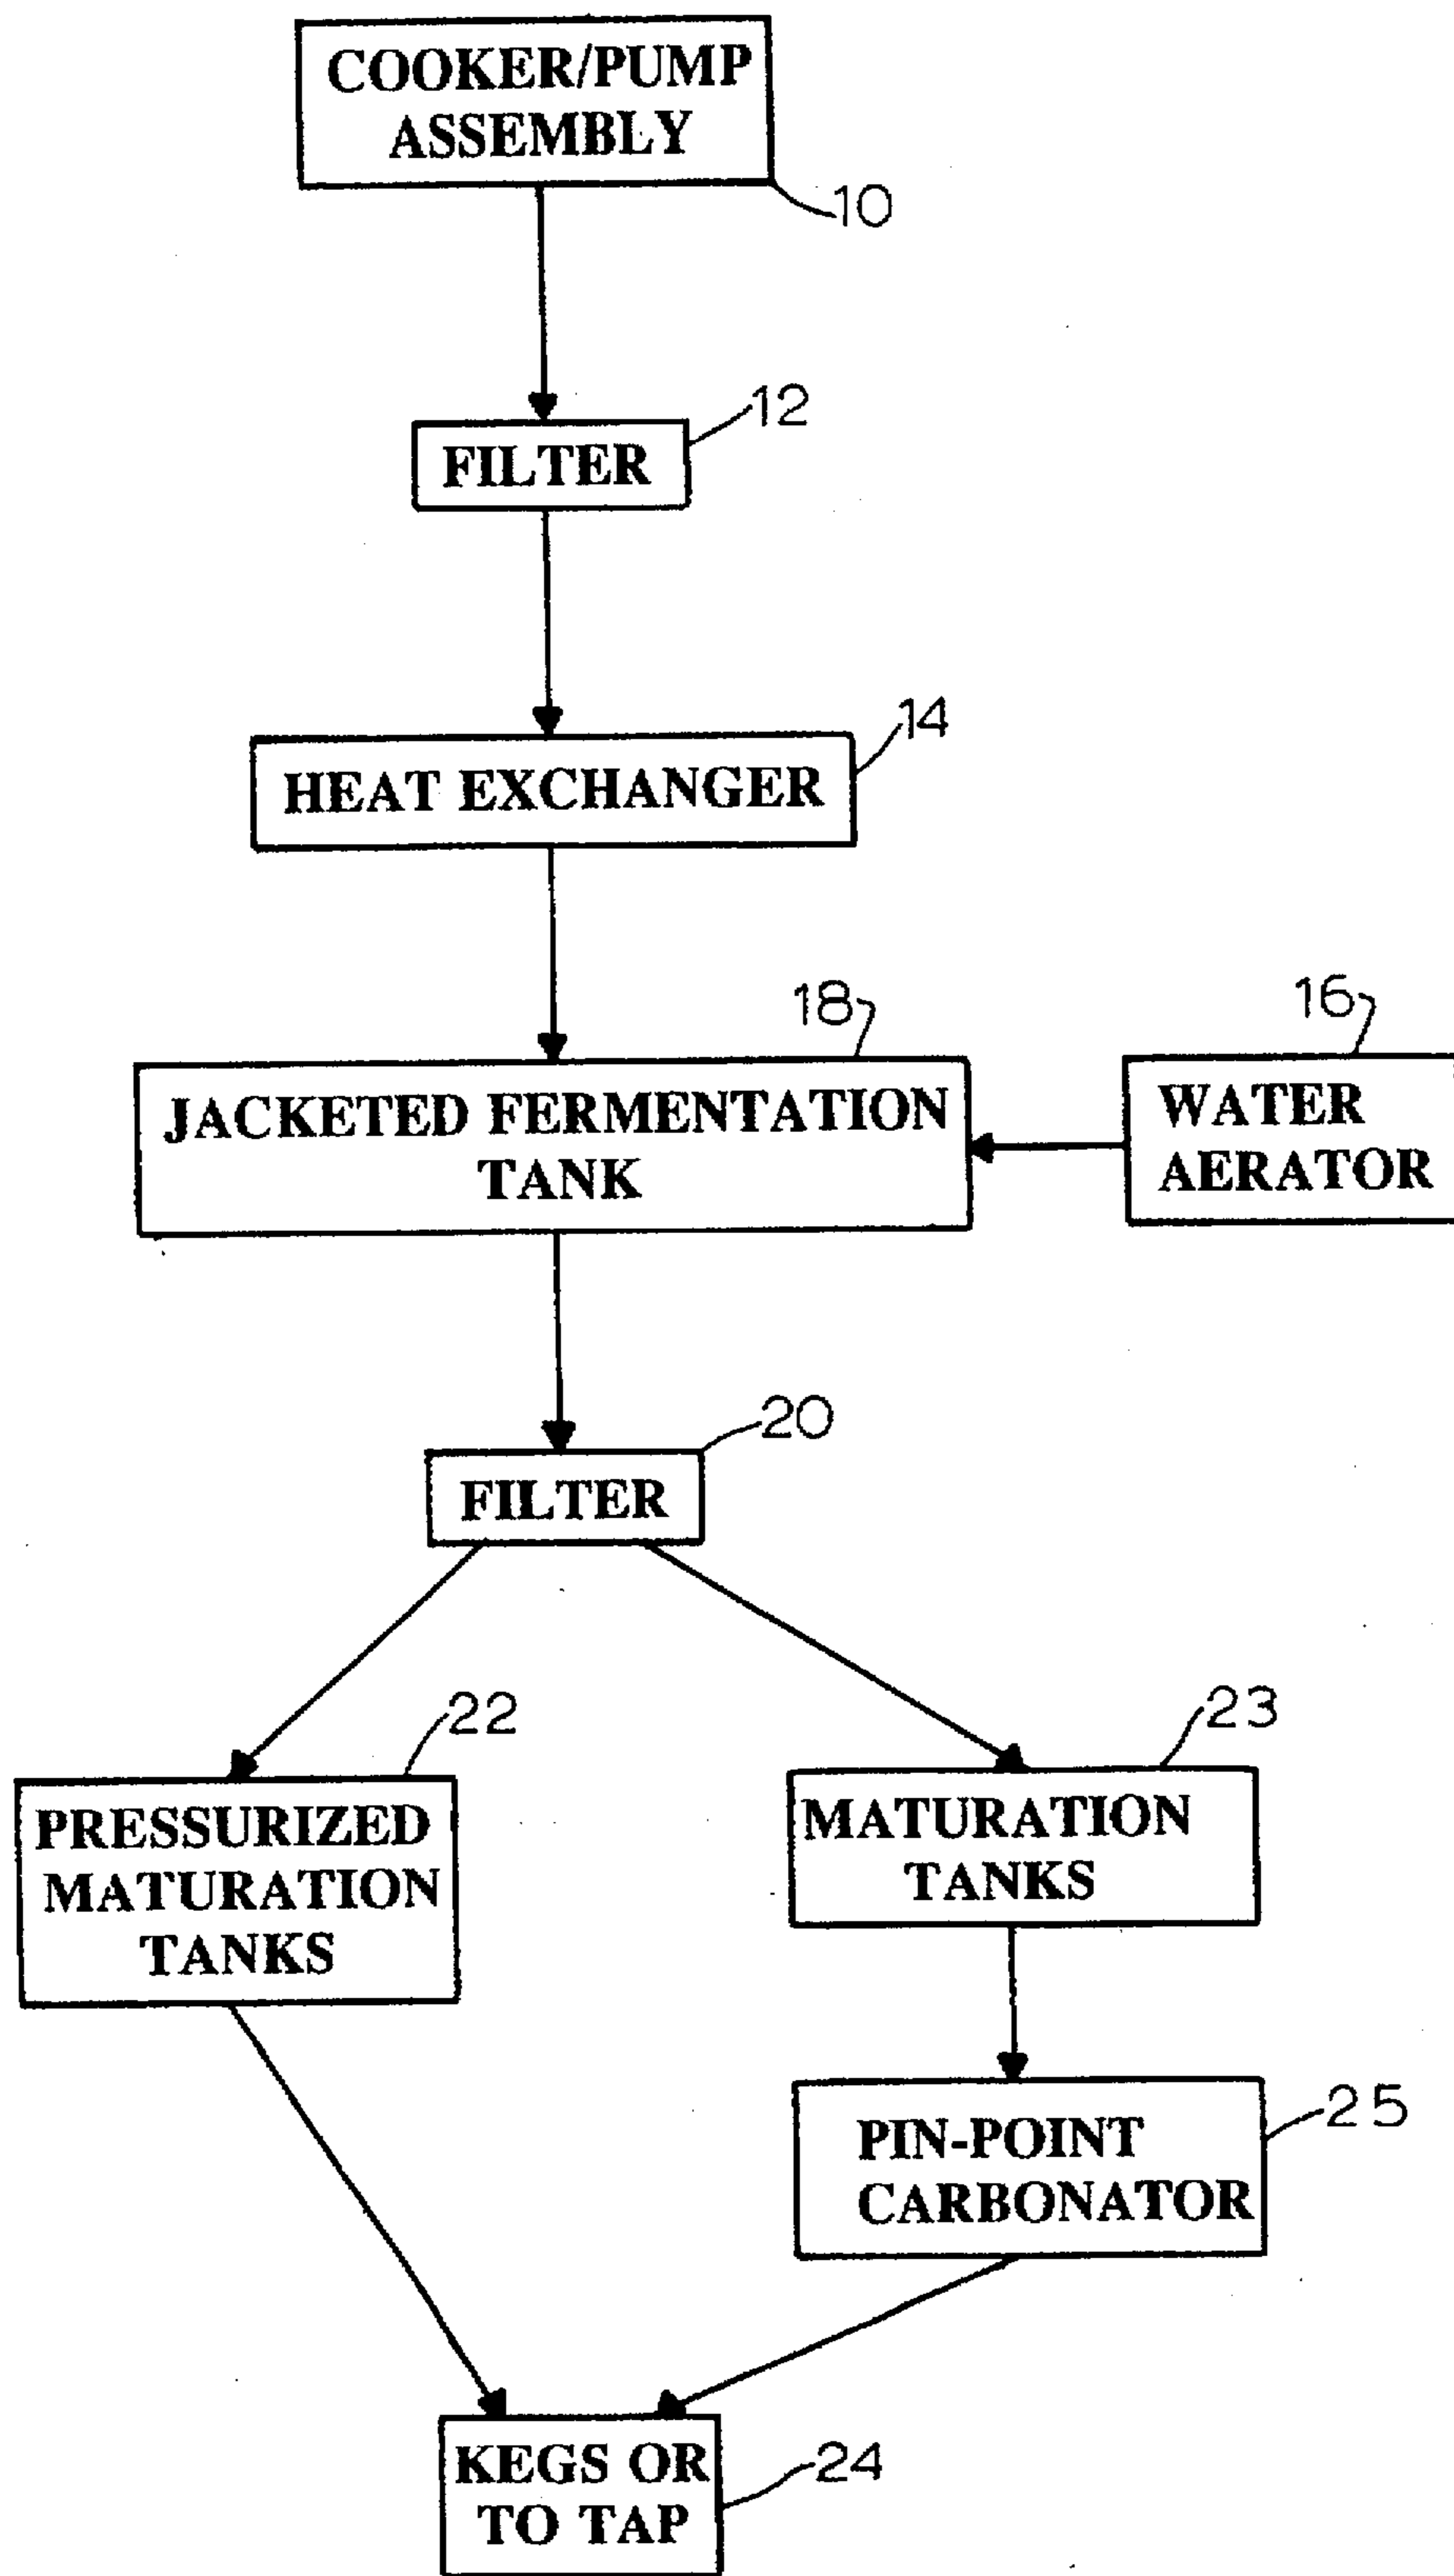 COOKER/PUMP
ASSEMBLY
10
12
FILTER
14
HEAT EXCHANGER
18
16
JACKETED FERMENTATION
TANK
WATER
AERATOR
20
FILTER
22
23
PRESSURIZED
MATURATION
TANKS
MATURATION
TANKS
25
PIN-POINT
CARBONATOR
KEGS OR
TO TAP
24